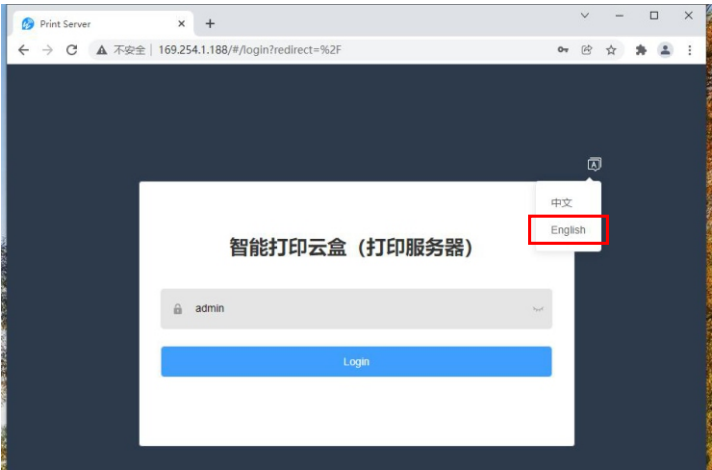 Print Server
不安全 169.254.1.188/#/login?redirect=%2F
中文
English
智能打印云盒（打印服务器）
admin
Login